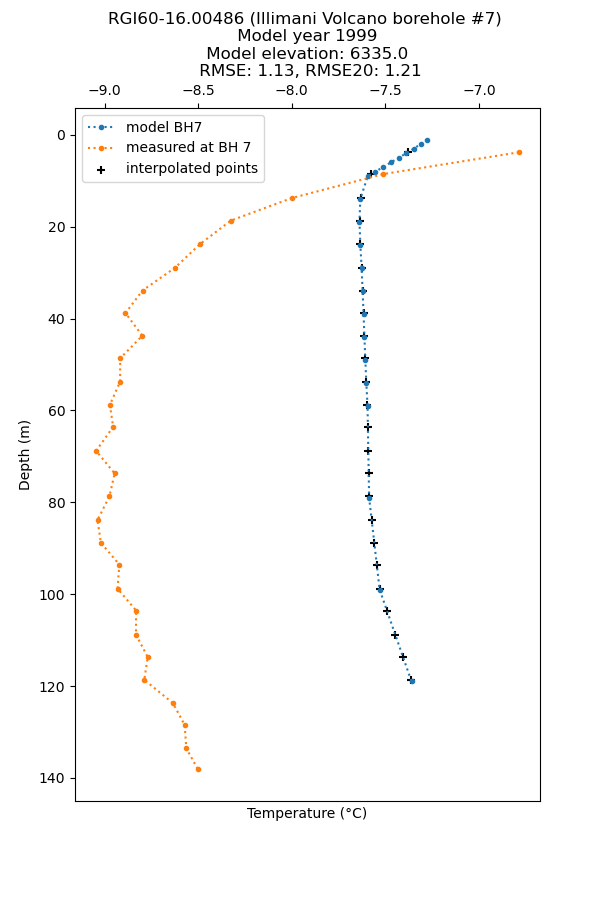 RGI60-16.00486 (Illimani Volcano borehole #7)
Model year 1999
Model elevation: 6335.0
RMSE: 1.13, RMSE20: 1.21
−9.0 −8.5 −8.0 −7.5 −7.0
model BH7
measured at BH 7
interpolated points
0
20
40
60
80
100
120
140
Depth (m)
Temperature (°C)